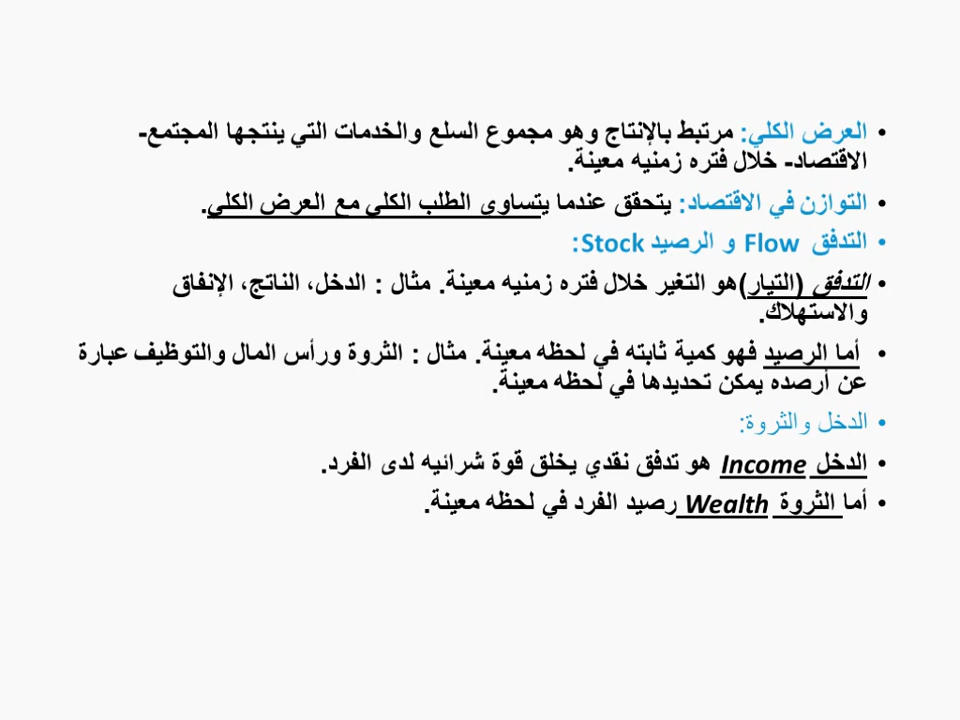 • العرض الكلي: مرتبط بالإنتاج وهو مجموع السلع والخدمات التي ينتجها المجتمع-
الاقتصاد- خلال فتره زمنيه معينة.
• التوازن في الاقتصاد: يتحقق عندما يتساوى الطلب الكلي مع العرض الكلي.
• التدفق Flow و الرصيد Stock:
• التدفق (التيار)هو التغير خلال فتره زمنيه معينة. مثال : الدخل، الناتج، الإنفاق
والاستهلاك.
• أما الرصيد فهو كمية ثابته في لحظه معينة. مثال : الثروة ورأس المال والتوظيف عبارة
عن أرصده يمكن تحديدها في لحظه معينة.
• الدخل والثروة:
• الدخل Income هو تدفق نقدي يخلق قوة شرائيه لدى الفرد.
• أما الثروة Wealth رصيد الفرد في لحظه معينة.